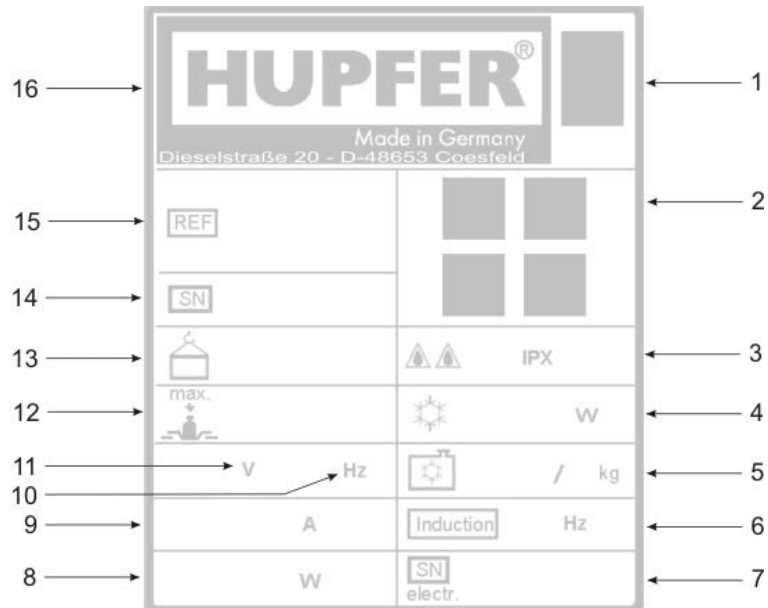 HUPFER®
Made in Germany
Dieselstraße 20 - D-48653 Coesfeld
16
1
15
REF
2
14
SN
13
IPX
3
12
max.
W
4
11
V
Hz
10
/ kg
5
9
A
Induction
Hz
6
8
W
SN
electr.
7